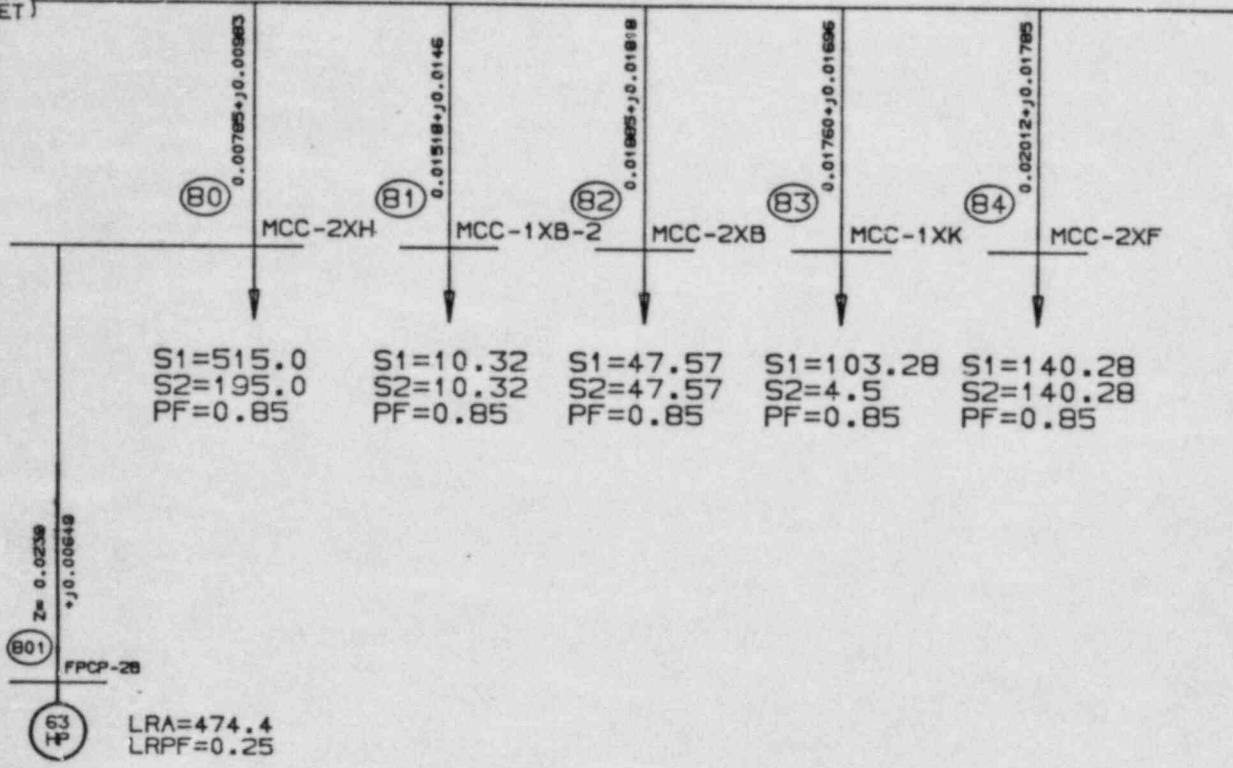 ET)
0.00785+j0.00983
0.01518+j0.0146
0.01885+j0.01818
0.01760+j0.01696
0.02012+j0.01785
80
81
82
83
84
MCC-2XH
MCC-1XB-2
MCC-2XB
MCC-1XK
MCC-2XF
S1=515.0
S2=195.0
PF=0.85
S1=10.32
S2=10.32
PF=0.85
S1=47.57
S2=47.57
PF=0.85
S1=103.28
S2=4.5
PF=0.85
S1=140.28
S2=140.28
PF=0.85
Z= 0.0239
+j0.00649
801
FPCP-2B
63
HP
LRA=474.4
LRPF=0.25